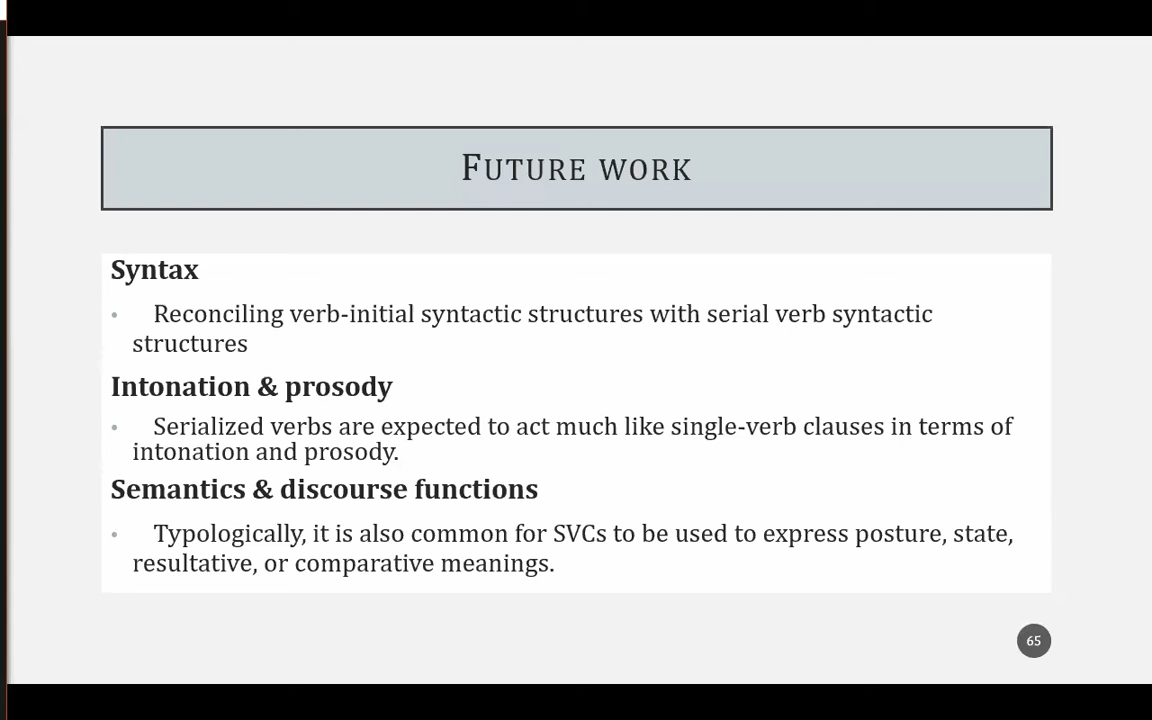 FUTURE WORK
Syntax
• Reconciling verb-initial syntactic structures with serial verb syntactic
structures
Intonation & prosody
• Serialized verbs are expected to act much like single-verb clauses in terms of
intonation and prosody.
Semantics & discourse functions
• Typologically, it is also common for SVCs to be used to express posture, state,
resultative, or comparative meanings.
65